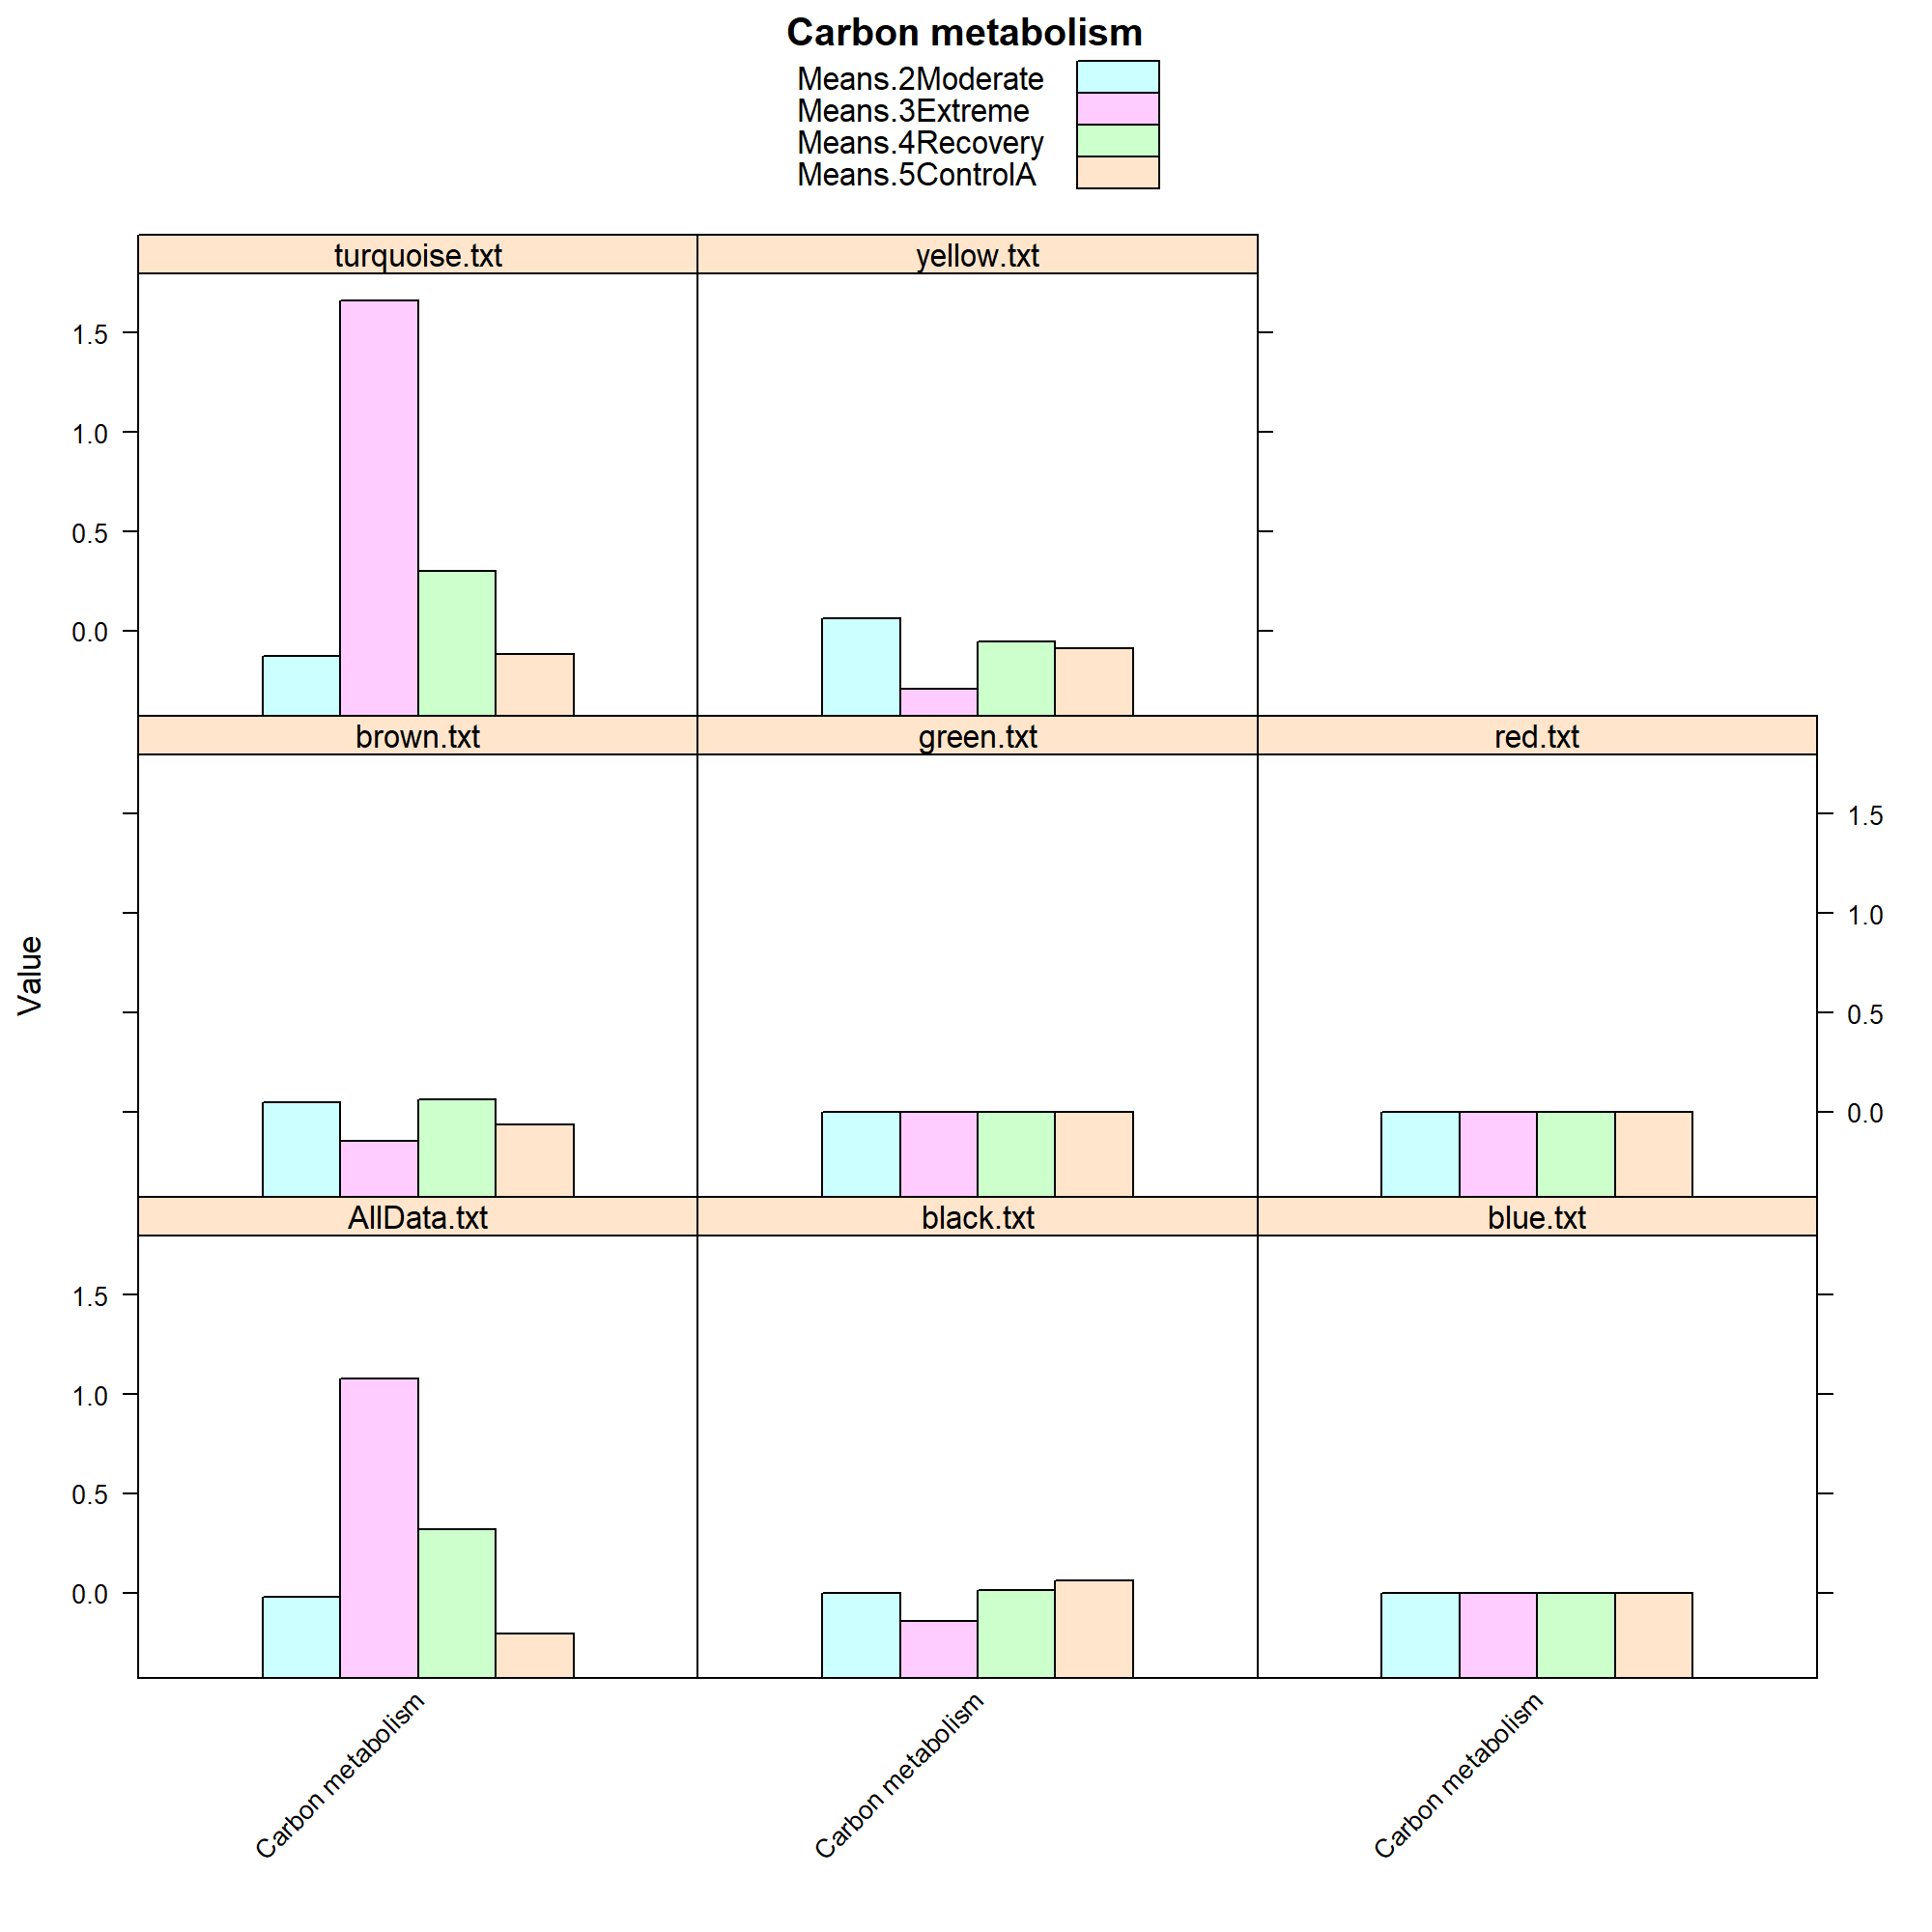 Carbon metabolism
Means.2Moderate
Means.3Extreme
Means.4Recovery
Means.5ControlA
turquoise.txt
yellow.txt
1.5
1.0
0.5
0.0
brown.txt
green.txt
red.txt
1.5
1.0
0.5
0.0
Value
AllData.txt
black.txt
blue.txt
1.5
1.0
0.5
0.0
Carbon metabolism
Carbon metabolism
Carbon metabolism